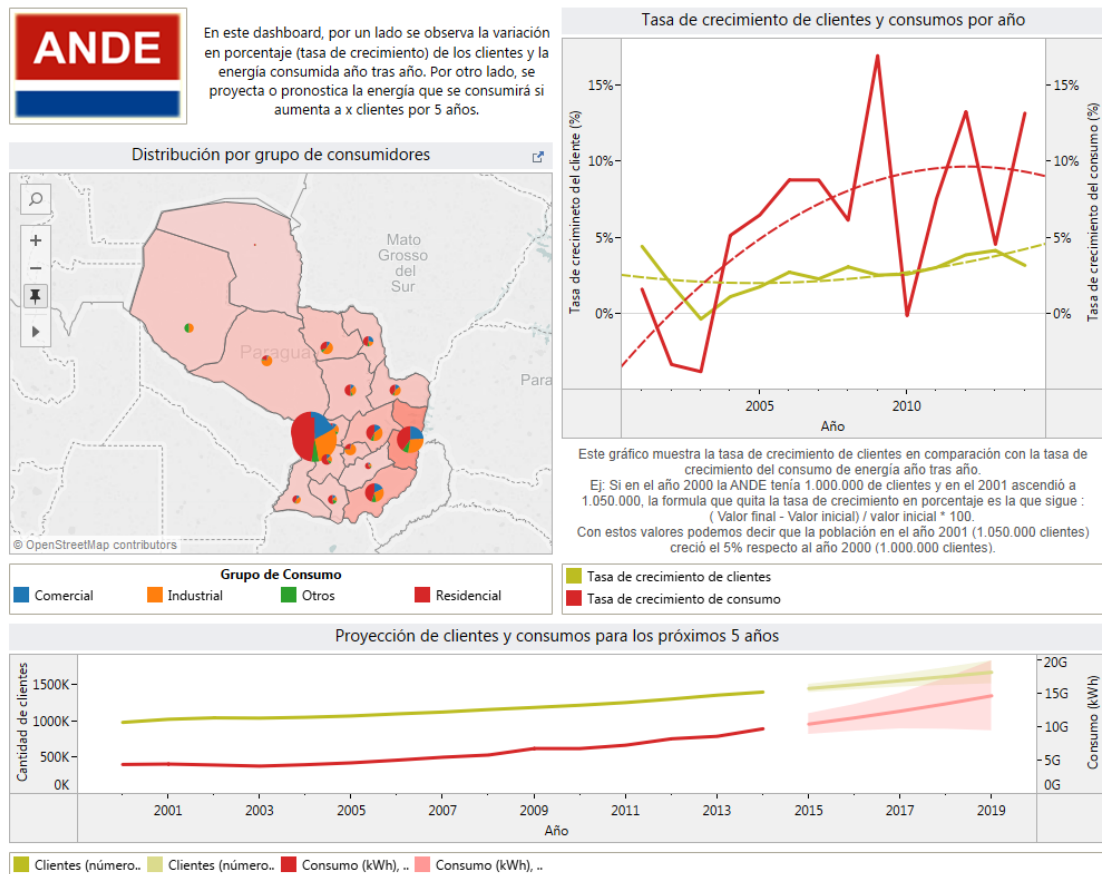 ANDE
En este dashboard, por un lado se observa la variación
en porcentaje (tasa de crecimiento) de los clientes y la
energía consumida año tras año. Por otro lado, se
proyecta o pronostica la energía que se consumirá si
aumenta a x clientes por 5 años.
Distribución por grupo de consumidores
Mato
Grosso
do
Sur
Paragua
Para
© OpenStreetMap contributors
Grupo de Consumo
Comercial
Industrial
Otros
Residencial
Tasa de crecimiento de clientes y consumos por año
Tasa de crecimineto del cliente (%)
15%
10%
5%
0%
15%
10%
5%
0%
Tasa de crecimiento del consumo (%)
2005
2010
Año
Este gráfico muestra la tasa de crecimiento de clientes en comparación con la tasa de
crecimiento del consumo de energía año tras año.
Ej: Si en el año 2000 la ANDE tenía 1.000.000 de clientes y en el 2001 ascendió a
1.050.000, la formula que quita la tasa de crecimiento en porcentaje es la que sigue :
( Valor final - Valor inicial) / valor inicial * 100.
Con estos valores podemos decir que la población en el año 2001 (1.050.000 clientes)
creció el 5% respecto al año 2000 (1.000.000 clientes).
Tasa de crecimiento de clientes
Tasa de crecimiento de consumo
Proyección de clientes y consumos para los próximos 5 años
Cantidad de clientes
1500K
1000K
500K
0K
20G
15G
10G
5G
0G
Consumo (kWh)
2001
2003
2005
2007
2009
2011
2013
2015
2017
2019
Año
Clientes (número..
Clientes (número..
Consumo (kWh), ..
Consumo (kWh), ..